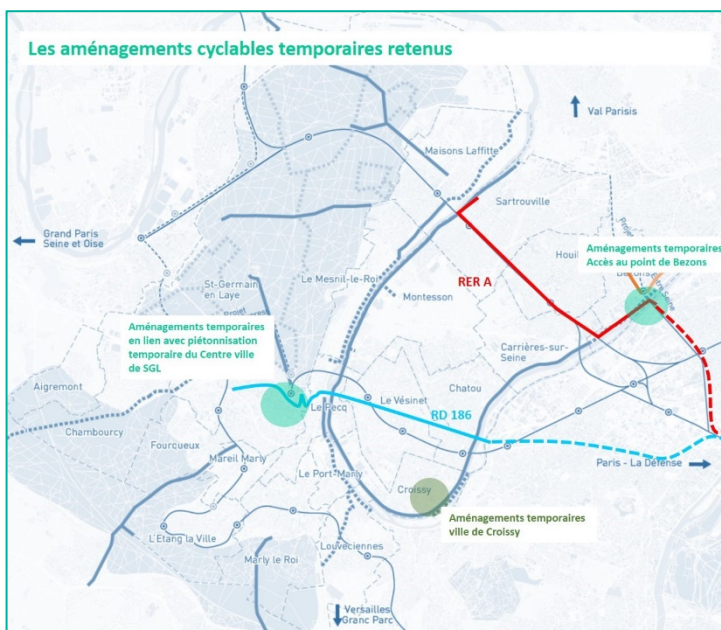 Les aménagements cyclables temporaires retenus
Val Parisis
Maisons Laffitte
Sartrouville
Grand Paris
Seine et Oise
Houil
Aménagements temporaires
Accès au point de Bezons
RER A
St-Germain
en Laye
Le Mesnil-le-Roi
Montesson
Aménagements temporaires
en lien avec piétonnisation
temporaire du Centre ville
de SGL
Carrières-sur-
Seine
Aigremont
Chatou
Le Vésinet
RD 186
Le Pecq
Chambourcy
Fourqueux
Mareil Marly
Paris - La Défense
Le Port-Marly
Croissy
Aménagements temporaires
ville de Croissy
L'Etang la Ville
Louveciennes
Marly le Roi
Versailles
Granc Parc